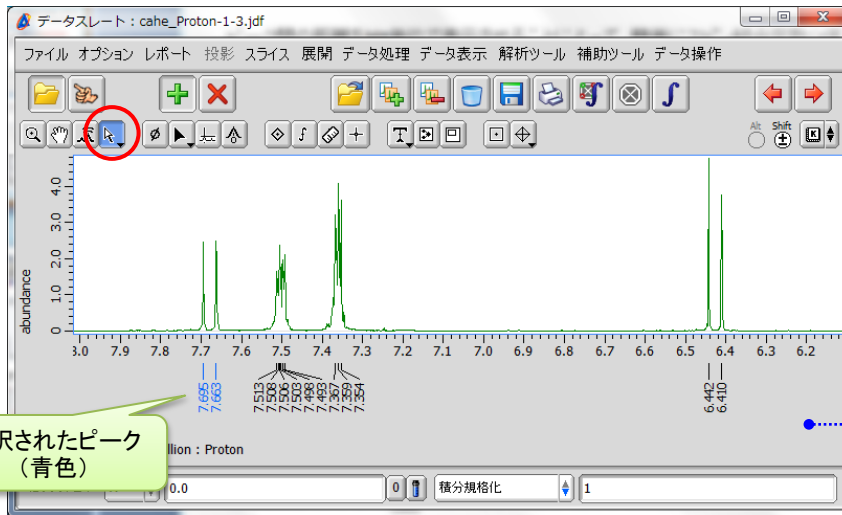 データスレート : cahe_Proton-1-3.jdf
ファイル オプション レポート 投影 スライス 展開 データ処理 データ表示 解析ツール 補助ツール データ操作
Alt Shift
K
T
abundance
4.0
3.0
2.0
1.0
0
3.0 7.9 7.8 7.7 7.6 7.5 7.4 7.3 7.2 7.1 7.0 6.9 6.8 6.7 6.6 6.5 6.4 6.3 6.2
7.695
7.663
7.513
7.508
7.506
7.503
7.498
7.493
7.367
7.359
7.354
6.442
6.410
択されたピーク
(青色)
llion : Proton
0.0 0 積分規格化 1